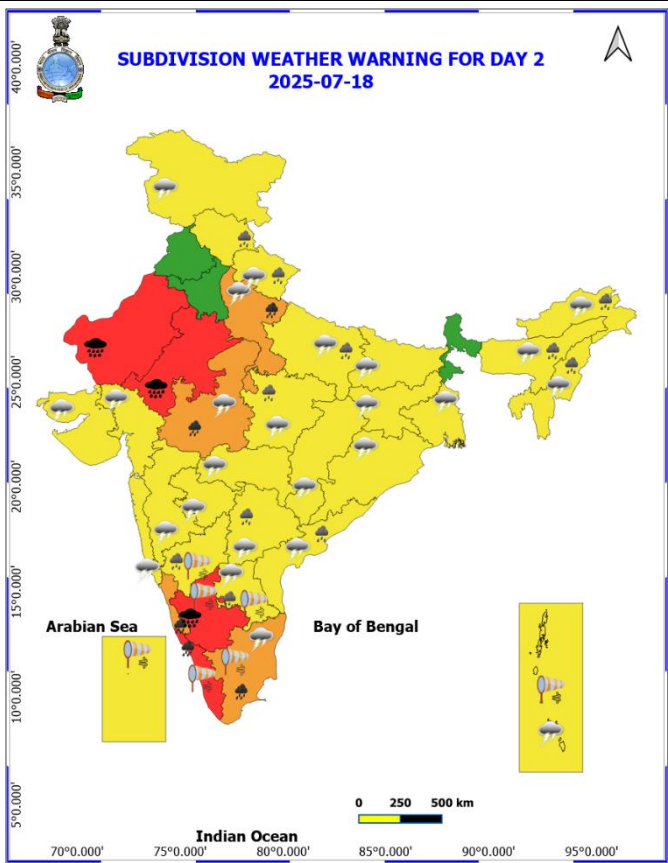 SUBDIVISION WEATHER WARNING FOR DAY 2
2025-07-18
40°0.000'
35°0.000'
30°0.000'
25°0.000'
20°0.000'
15°0.000'
10°0.000'
5°0.000'
Arabian Sea
Bay of Bengal
0 250 500 km
Indian Ocean
70°0.000' 75°0.000' 80°0.000' 85°0.000' 90°0.000' 95°0.000'